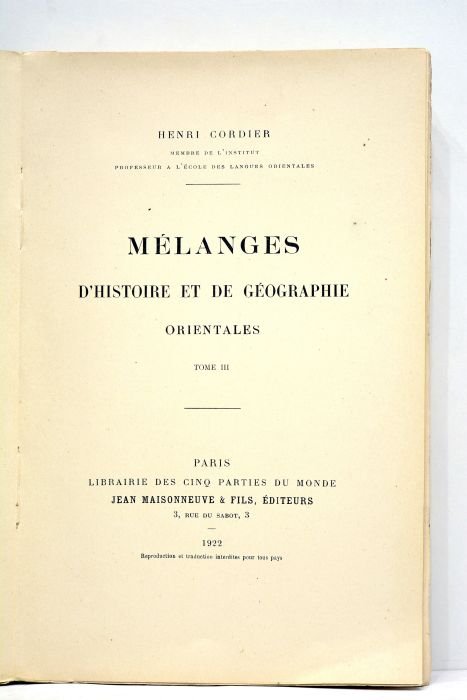 HENRI CORDIER
MEMBRE DE L'INSTITUT
PROFESSEUR A L'ÉCOLE DES LANGUES ORIENTALES
MÉLANGES
D'HISTOIRE ET DE GÉOGRAPHIE
ORIENTALES
TOME III
PARIS
LIBRAIRIE DES CINQ PARTIES DU MONDE
JEAN MAISONNEUVE & FILS, ÉDITEURS
3, RUE DU SABOT, 3
1922
Reproduction et traduction interdites pour tous pays